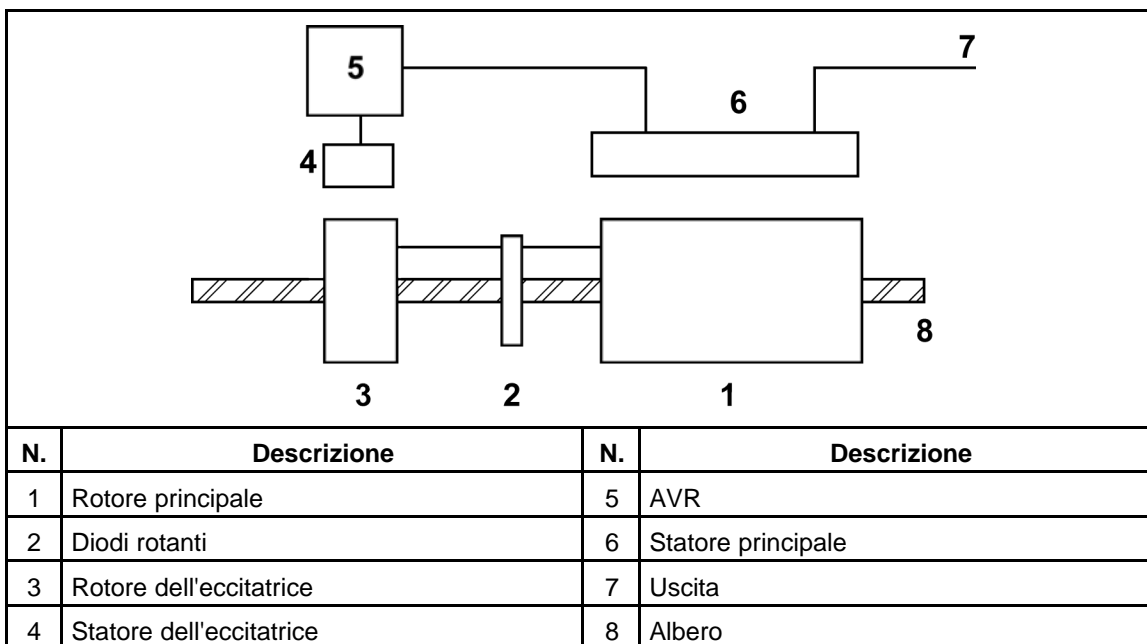 7
5
6
4
8
3 2 1
N. Descrizione N. Descrizione
1 Rotore principale 5 AVR
2 Diodi rotanti 6 Statore principale
3 Rotore dell'eccitatrice 7 Uscita
4 Statore dell'eccitatrice 8 Albero